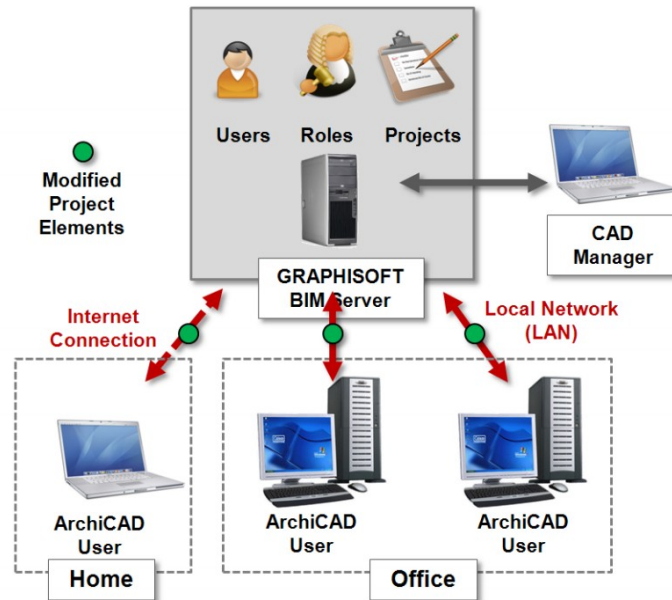 Users
Roles
Projects
Modified
Project
Elements
CAD
Manager
GRAPHISOFT
BIM Server
Internet
Connection
Local Network
(LAN)
ArchiCAD
User
ArchiCAD
User
ArchiCAD
User
Home
Office